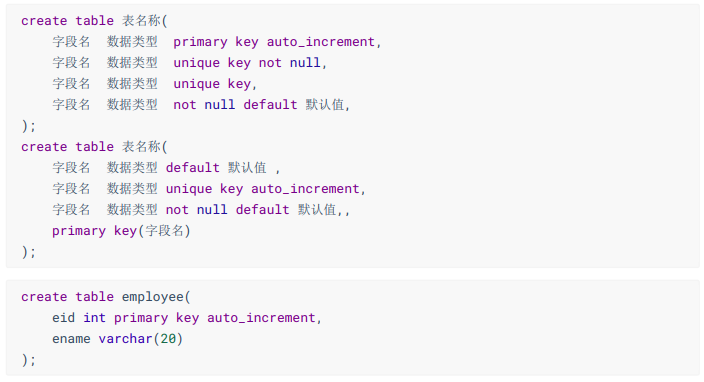 create table 表名称(
    字段名  数据类型  primary key auto_increment,
    字段名  数据类型  unique key not null,
    字段名  数据类型  unique key,
    字段名  数据类型  not null default 默认值,
);
create table 表名称(
    字段名  数据类型 default 默认值 ,
    字段名  数据类型 unique key auto_increment,
    字段名  数据类型 not null default 默认值,,
    primary key(字段名)
);
create table employee(
    eid int primary key auto_increment,
    ename varchar(20)
);